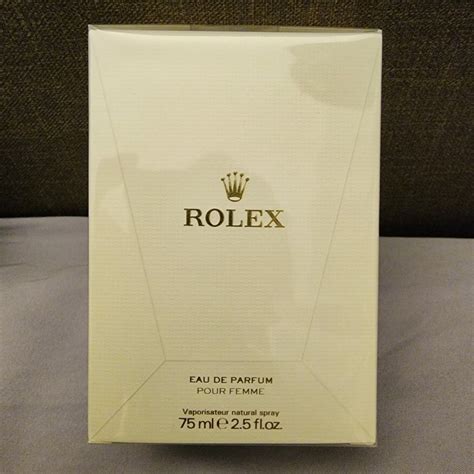 ROLEX
EAU DE PARFUM
POUR FEMME
Vaporisateur natural spray
75 ml ℮ 2.5 fl.oz.